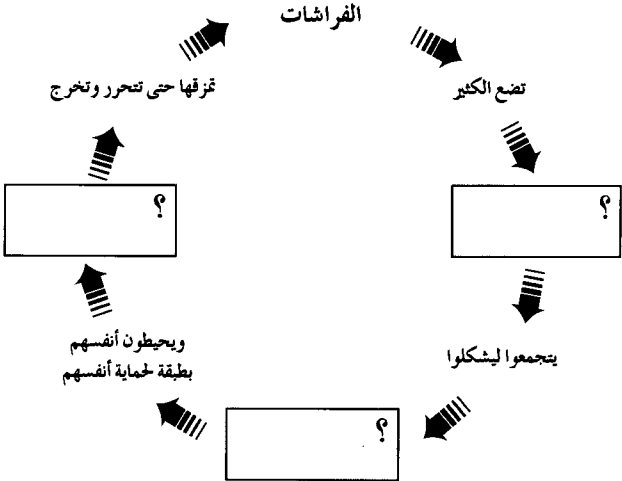 الفراشات
تضع الكثير
؟
يتجمعوا ليشكلوا
؟
ويحيطون أنفسهم
بطبقة لحماية أنفسهم
؟
تمزقها حتى تتحرر وتخرج